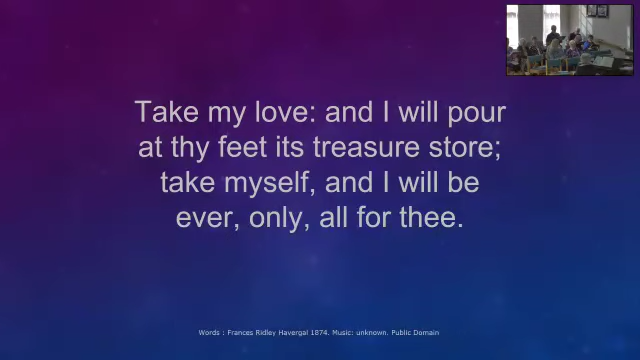 Take my love: and I will pour
at thy feet its treasure store;
take myself, and I will be
ever, only, all for thee.
Words : Frances Ridley Havergal 1874. Music: unknown. Public Domain